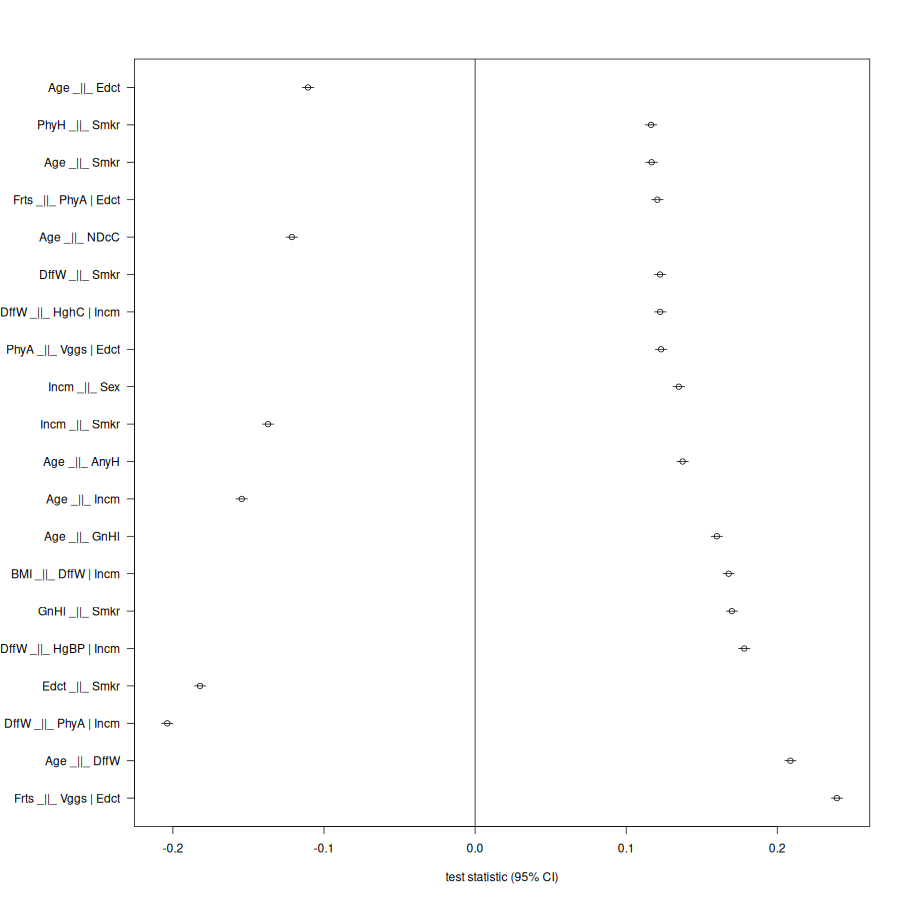 Age _||_ Edct
PhyH _||_ Smkr
Age _||_ Smkr
Frts _||_ PhyA | Edct
Age _||_ NDcC
DffW _||_ Smkr
DffW _||_ HghC | Incm
PhyA _||_ Vggs | Edct
Incm _||_ Sex
Incm _||_ Smkr
Age _||_ AnyH
Age _||_ Incm
Age _||_ GnHl
BMI _||_ DffW | Incm
GnHl _||_ Smkr
DffW _||_ HgBP | Incm
Edct _||_ Smkr
DffW _||_ PhyA | Incm
Age _||_ DffW
Frts _||_ Vggs | Edct
-0.2 -0.1 0.0 0.1 0.2
test statistic (95% CI)